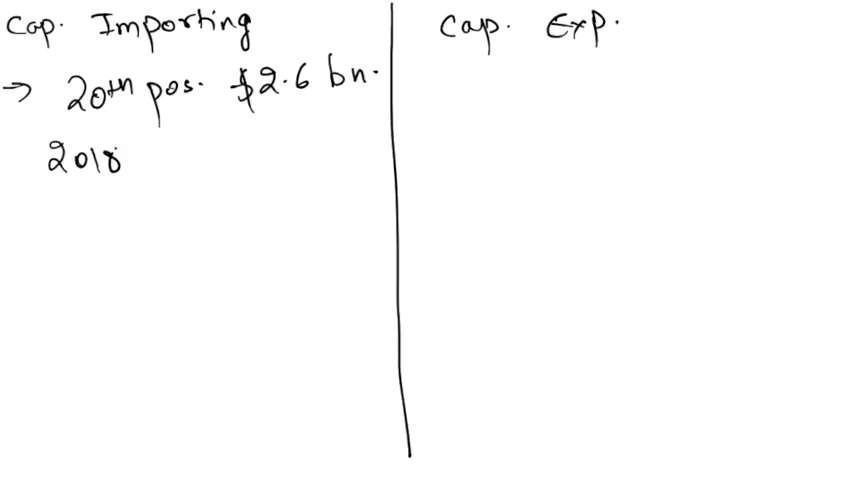 Cap. Importing
→ 20th pos. $2.6 bn.
2018
Cap. Exp.